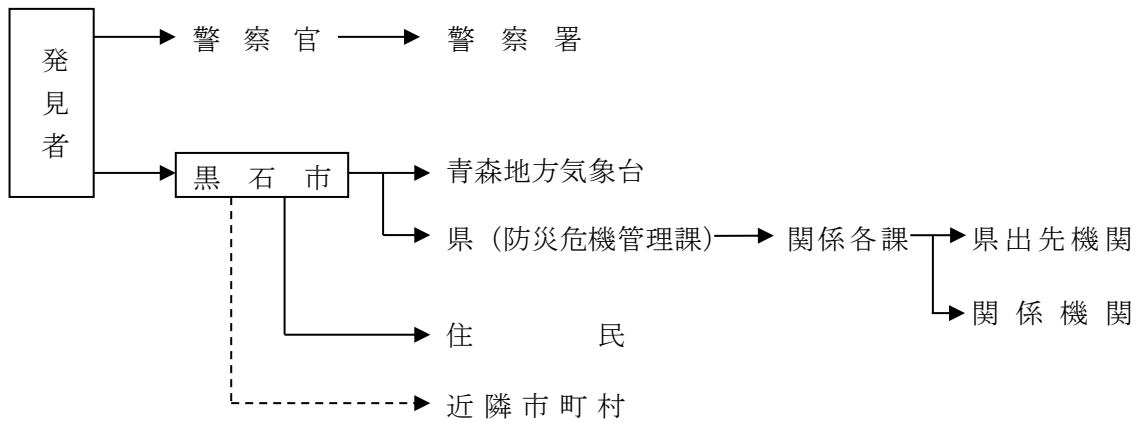 発見者
警察官
警察署
黒石市
青森地方気象台
県（防災危機管理課）
関係各課
県出先機関
関係機関
住民
近隣市町村